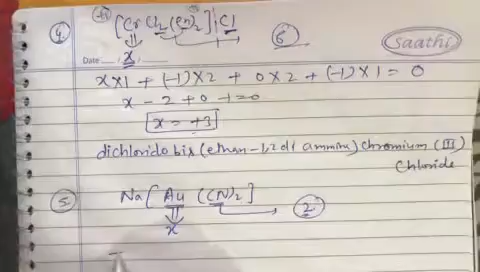 4 [Cr Cl2 (en)2] Cl 6
saathi
Date / x /
x×1 + (-1)×2 + 0×2 + (-1)×1 = 0
x - 2 + 0 - 1 = 0
x = +3
dichlorido bis (ethan-1,2 di ammine) chromium (III)
chloride
5 Na [Au (CN)2] 2
x